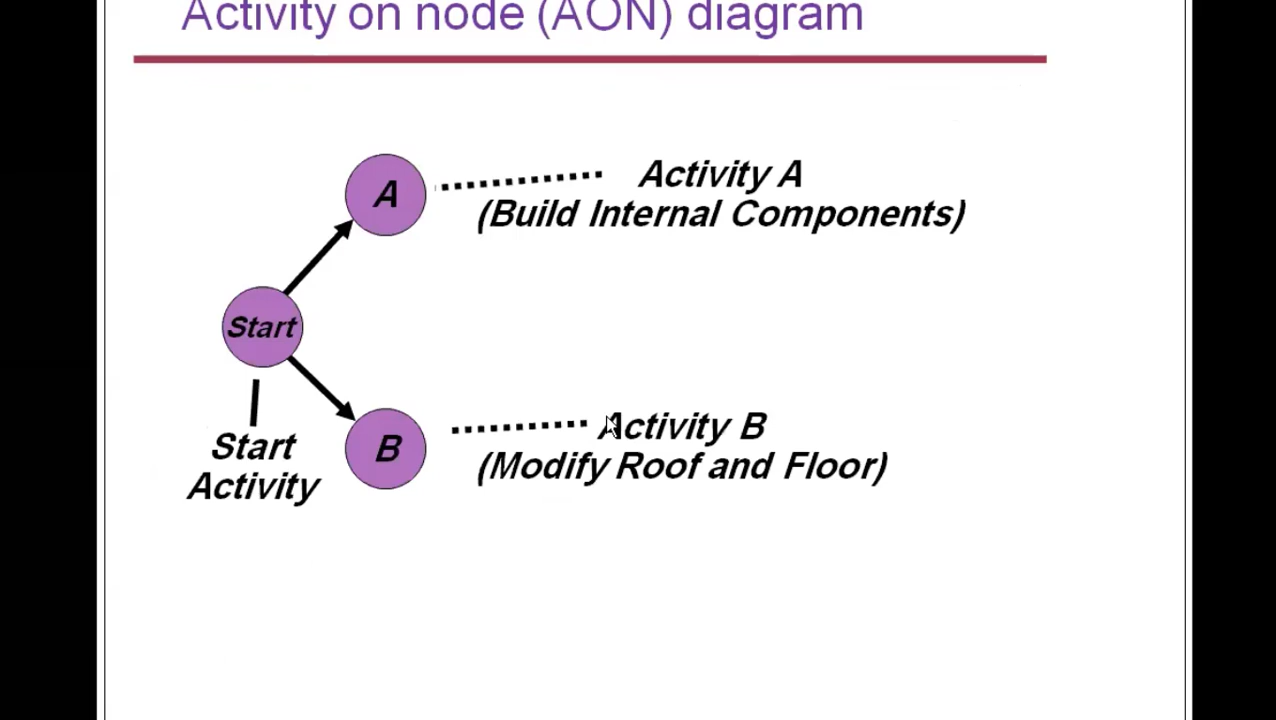 Activity on node (AON) diagram
A
Activity A
(Build Internal Components)
Start
Start
Activity
B
Activity B
(Modify Roof and Floor)